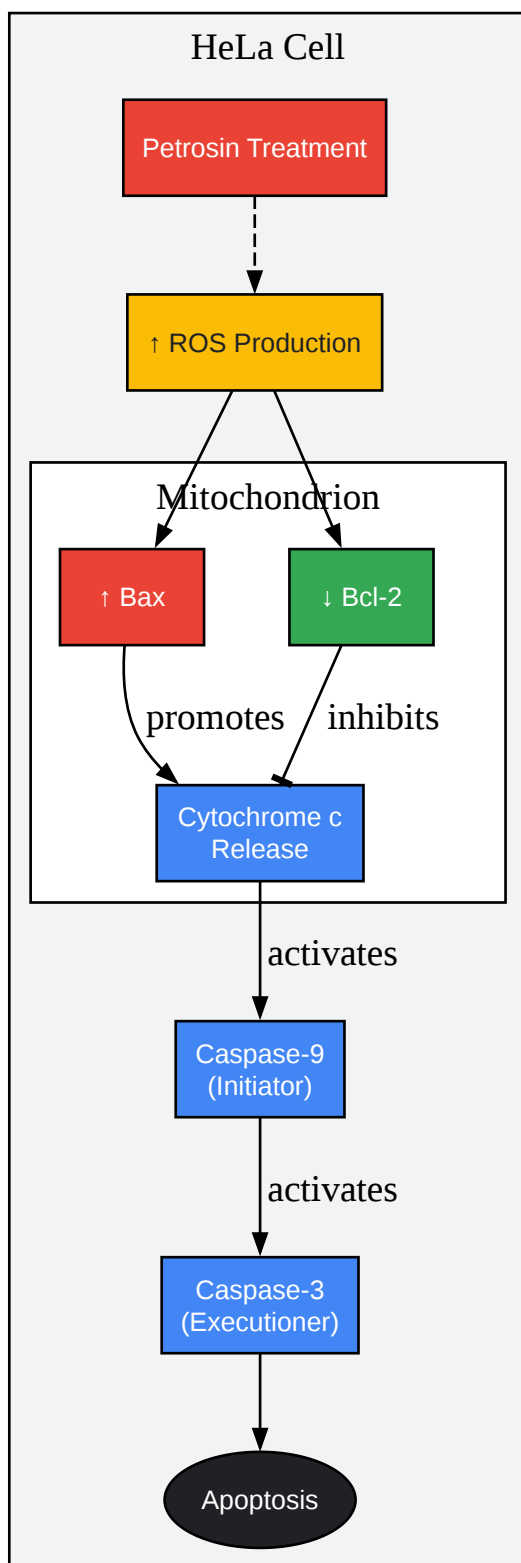 HeLa Cell
Petrosin Treatment
↑ ROS Production
Mitochondrion
↑ Bax
↓ Bcl-2
promotes
inhibits
Cytochrome c
Release
activates
Caspase-9
(Initiator)
activates
Caspase-3
(Executioner)
Apoptosis